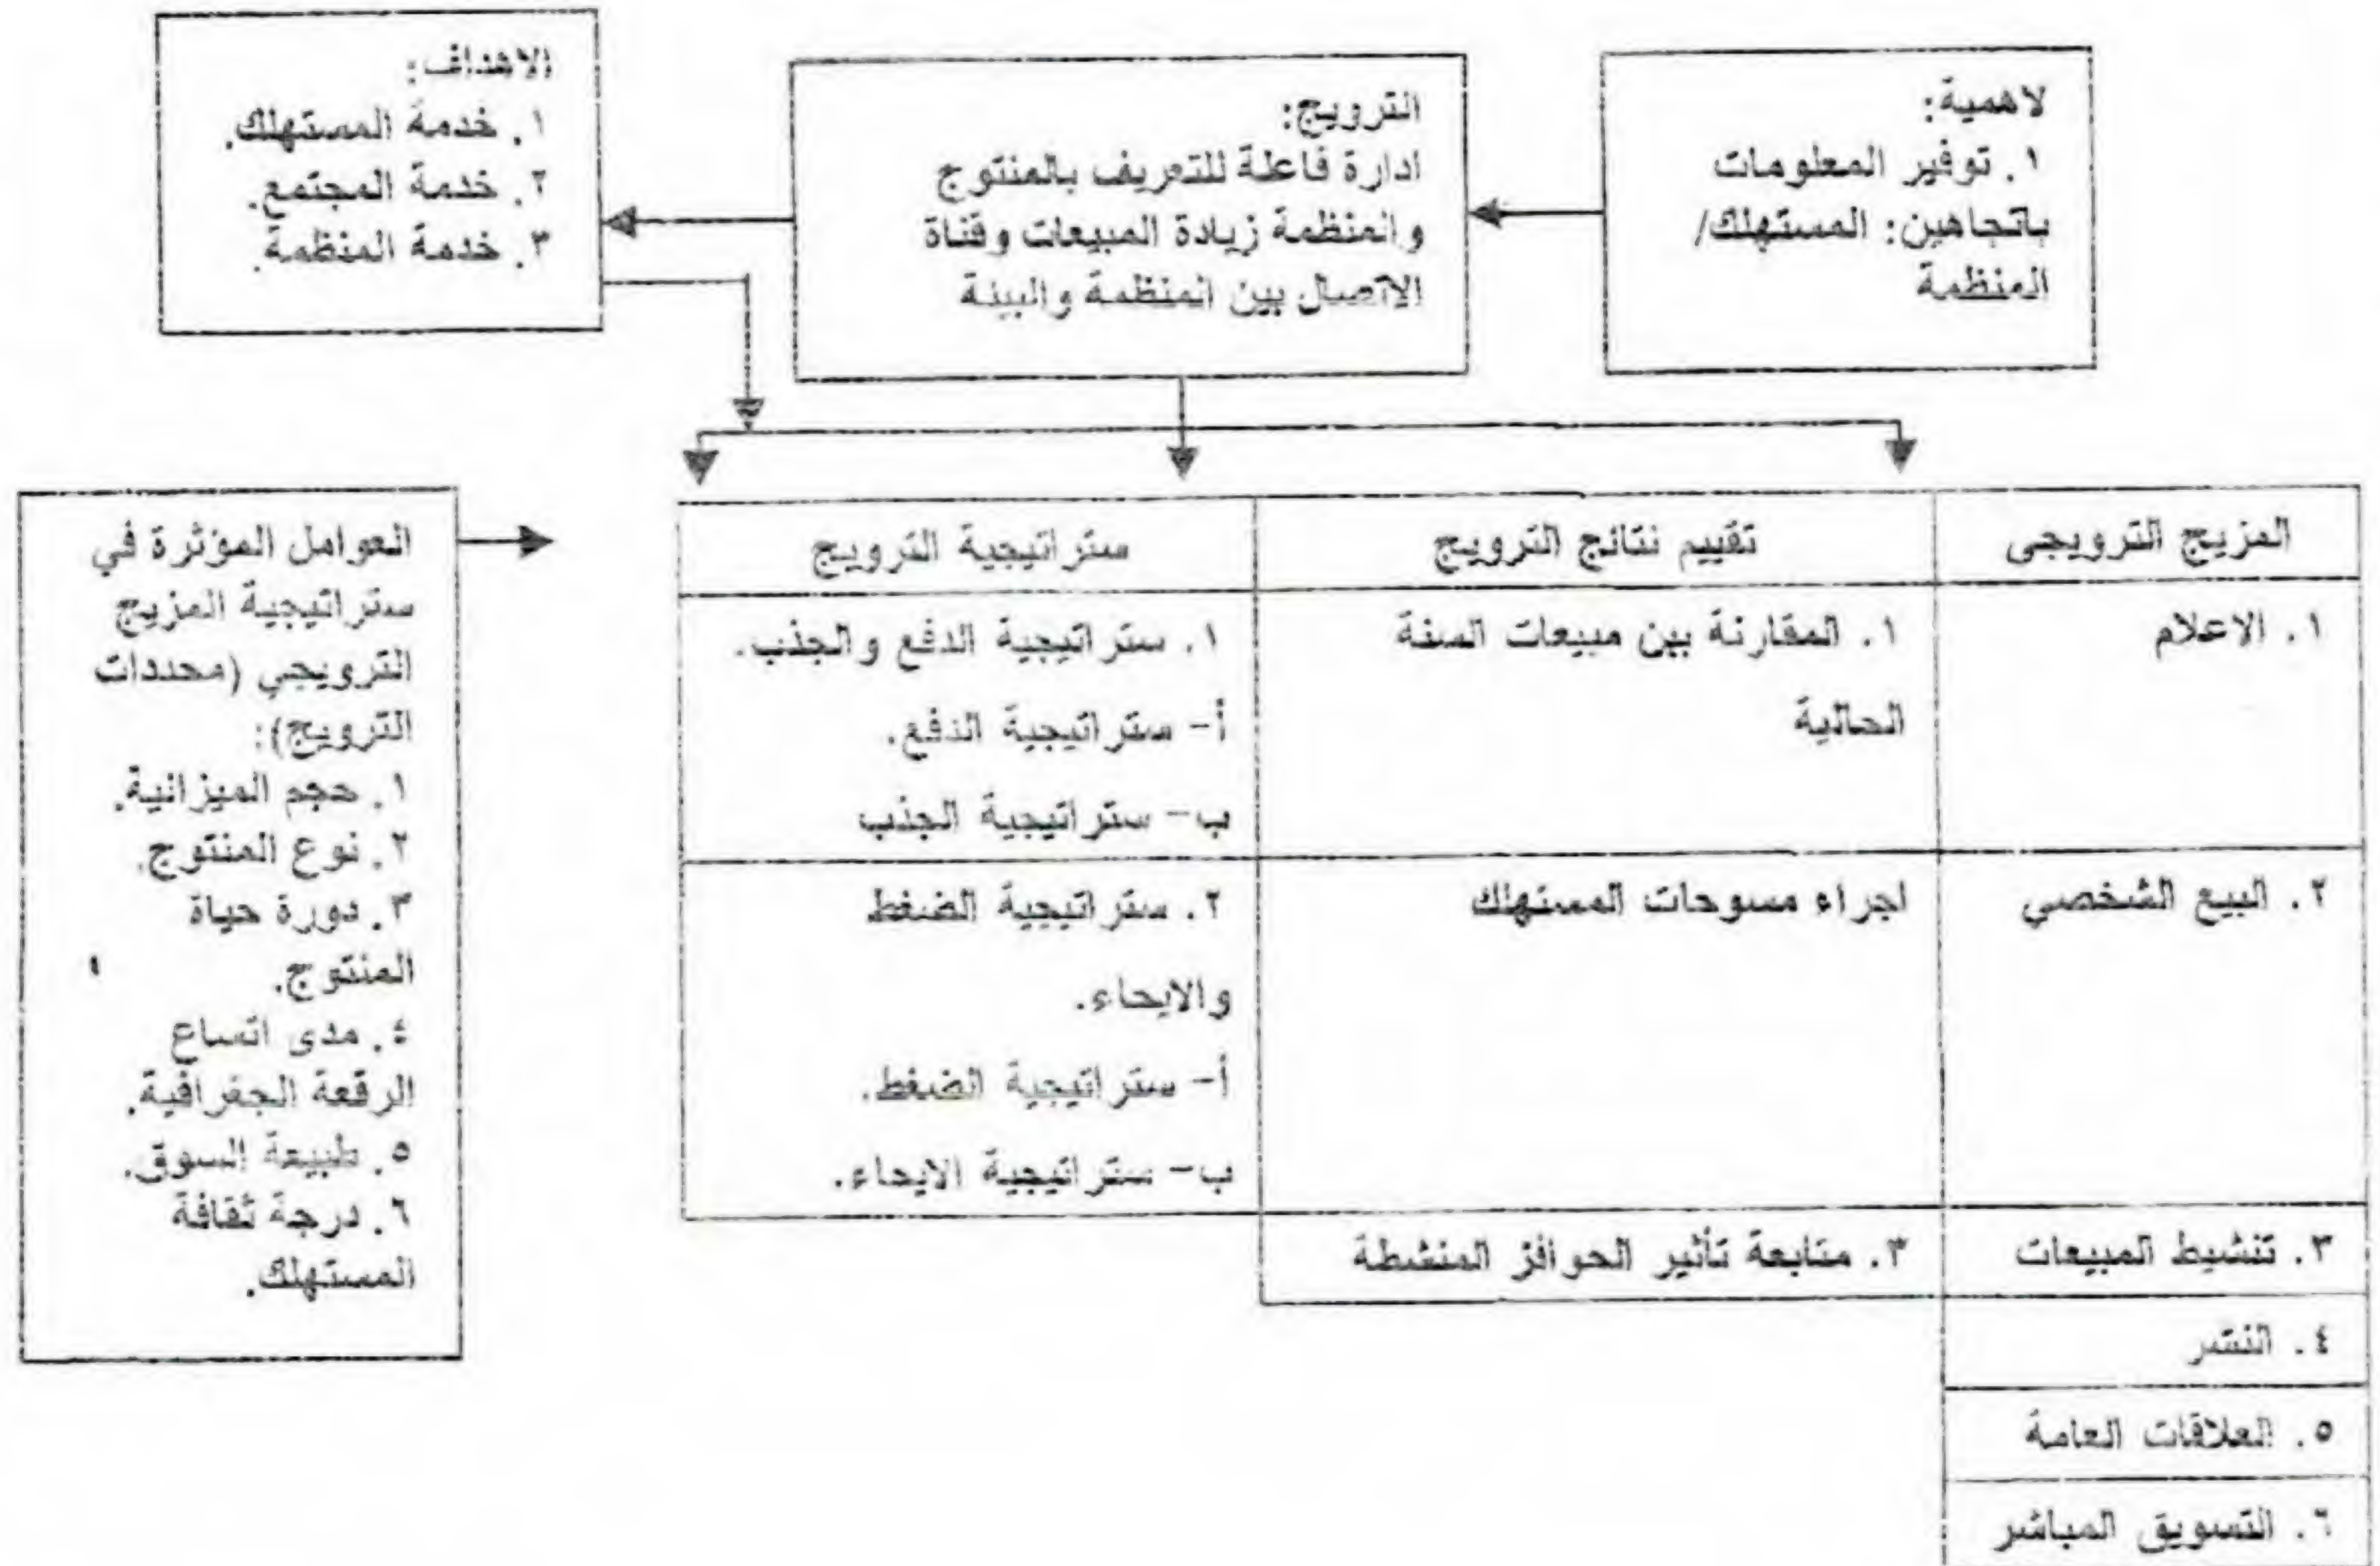 لاهمية:
١. توفير المعلومات
باتجاهين: المستهلك/
المنظمة
الترويج:
ادارة فاعلة للتعريف بالمنتوج
والمنظمة زيادة المبيعات وقناة
الاتصال بين المنظمة والبيئة
الاهداف:
١. خدمة المستهلك.
٢. خدمة المجتمع.
٣. خدمة المنظمة.
المزيج الترويجى
تقييم نتائج الترويج
ستراتيجية الترويج
١. الاعلام
١. المقارنة بين مبيعات السنة
الحالية
١. ستراتيجية الدفع والجذب.
أ- ستراتيجية الدفع.
ب- ستراتيجية الجذب
٢. البيع الشخصي
اجراء مسوحات المستهلك
٢. ستراتيجية الضغط
والايحاء.
أ- ستراتيجية الضغط.
ب- ستراتيجية الايحاء.
٣. تنشيط المبيعات
٣. متابعة تأثير الحوافز المنشطة
٤. النشر
٥. العلاقات العامة
٦. التسويق المباشر
العوامل المؤثرة في
ستراتيجية المزيج
الترويجي (محددات
الترويج):
١. حجم الميزانية.
٢. نوع المنتوج.
٣. دورة حياة
المنتوج.
٤. مدى اتساع
الرقعة الجغرافية.
٥. طبيعة السوق.
٦. درجة ثقافة
المستهلك.